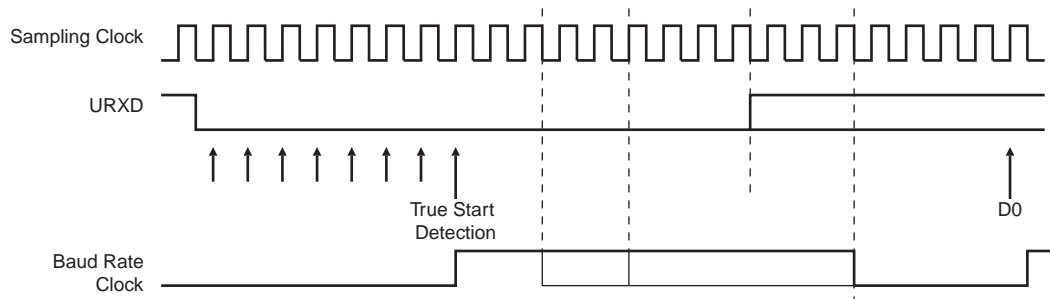 Sampling Clock
URXD
True Start
Detection
D0
Baud Rate
Clock